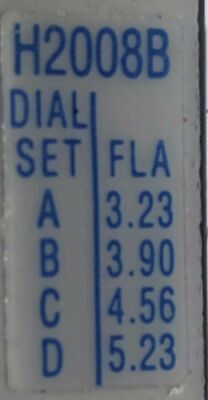 H2008B
DIAL
SET FLA
A 3.23
B 3.90
C 4.56
D 5.23